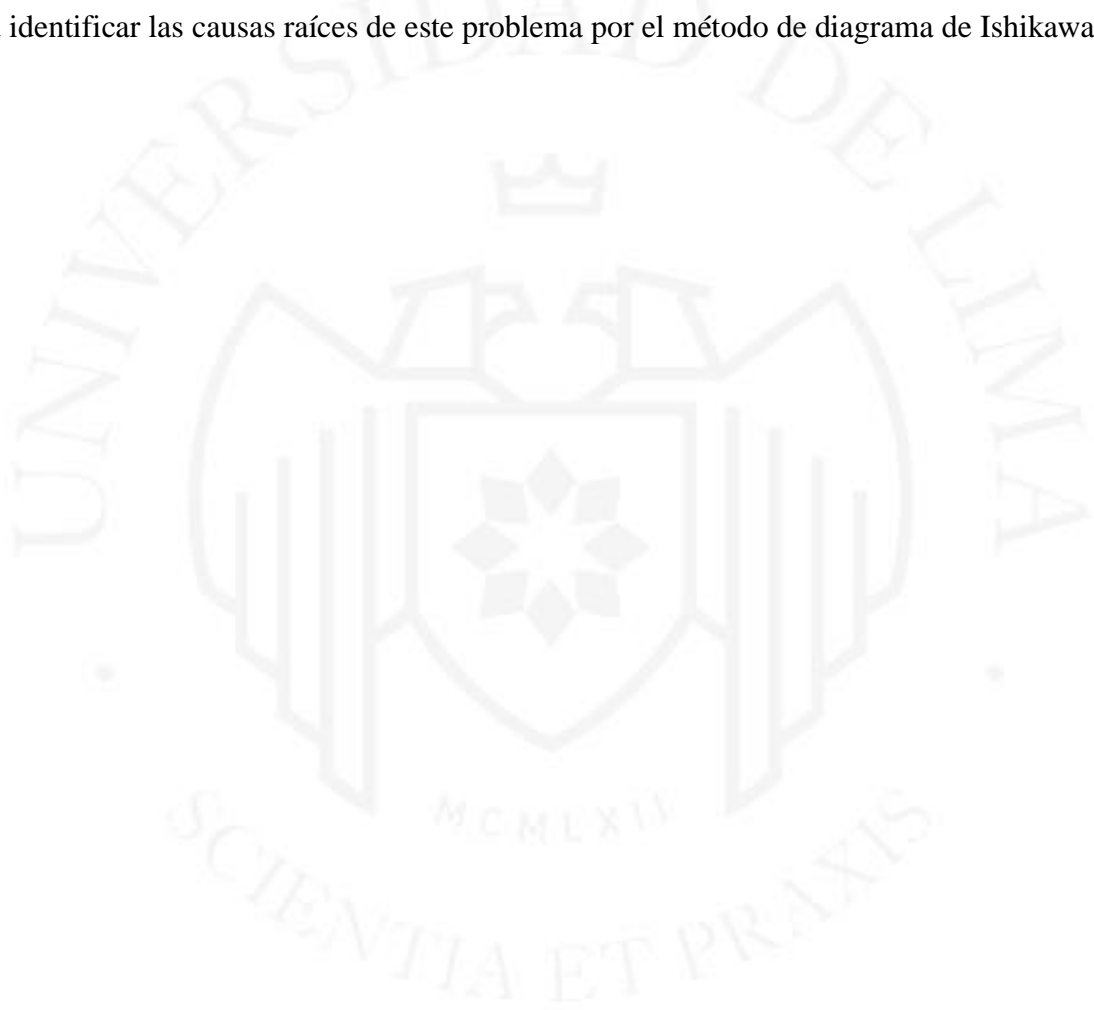 identificar las causas raíces de este problema por el método de diagrama de Ishikawa
UNIVERSIDAD DE LIMA
MCMLXII
SCIENTIA ET PRAXIS